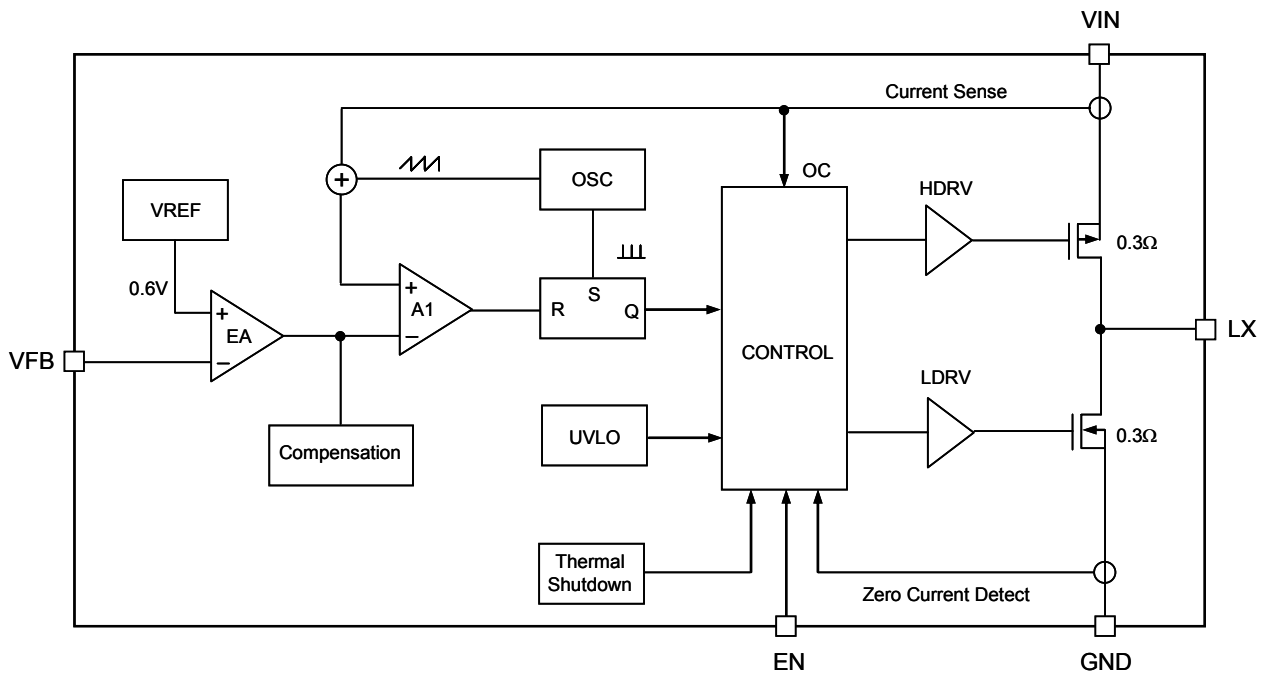 VIN
Current Sense
OSC
OC
HDRV
VREF
0.3Ω
0.6V
+
A1
−
R
S
Q
+
EA
−
+
CONTROL
LX
VFB
LDRV
UVLO
0.3Ω
Compensation
Thermal
Shutdown
Zero Current Detect
EN
GND